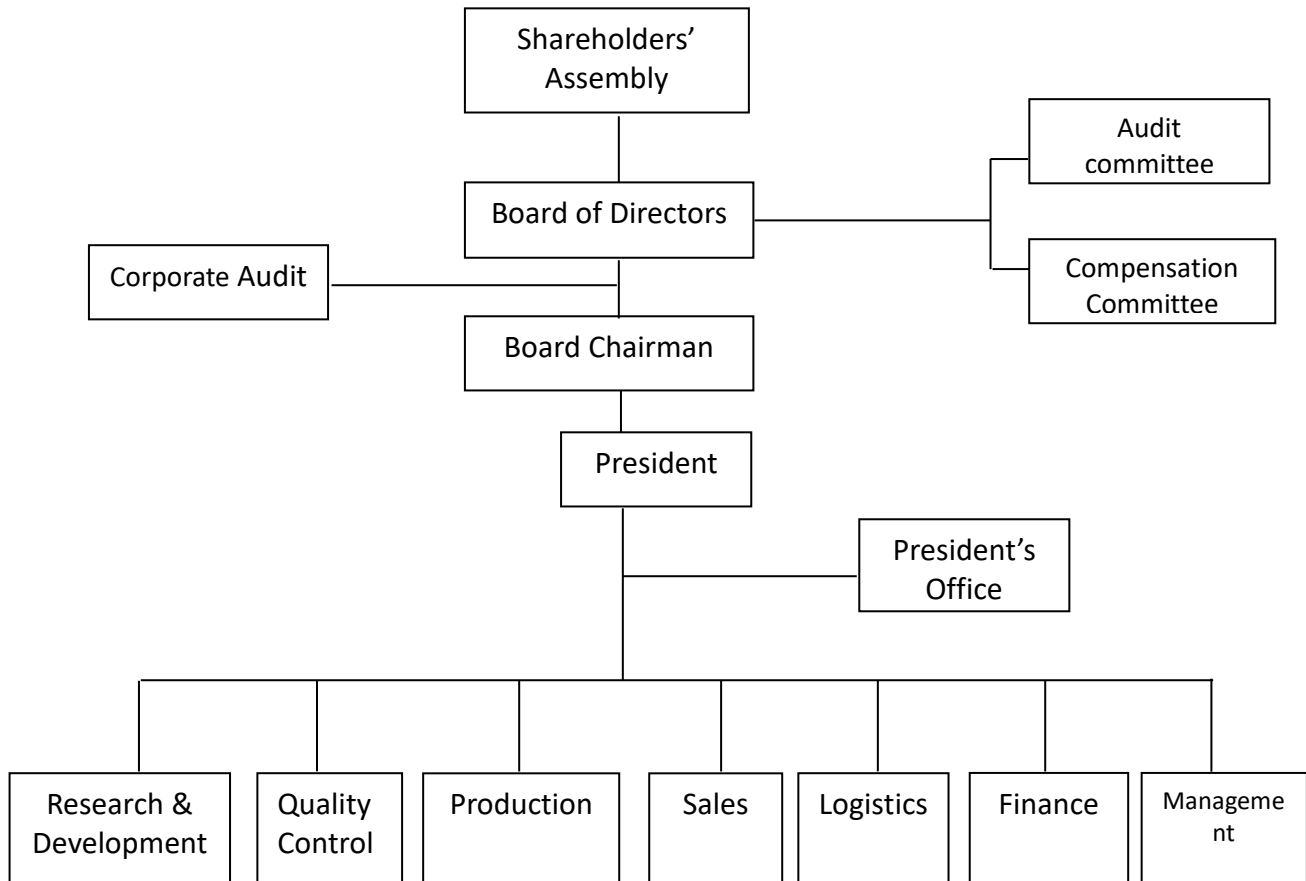 Shareholders’
Assembly
Audit
committee
Board of Directors
Corporate Audit
Compensation
Committee
Board Chairman
President
President’s
Office
Research &
Development
Quality
Control
Production
Sales
Logistics
Finance
Manageme
nt